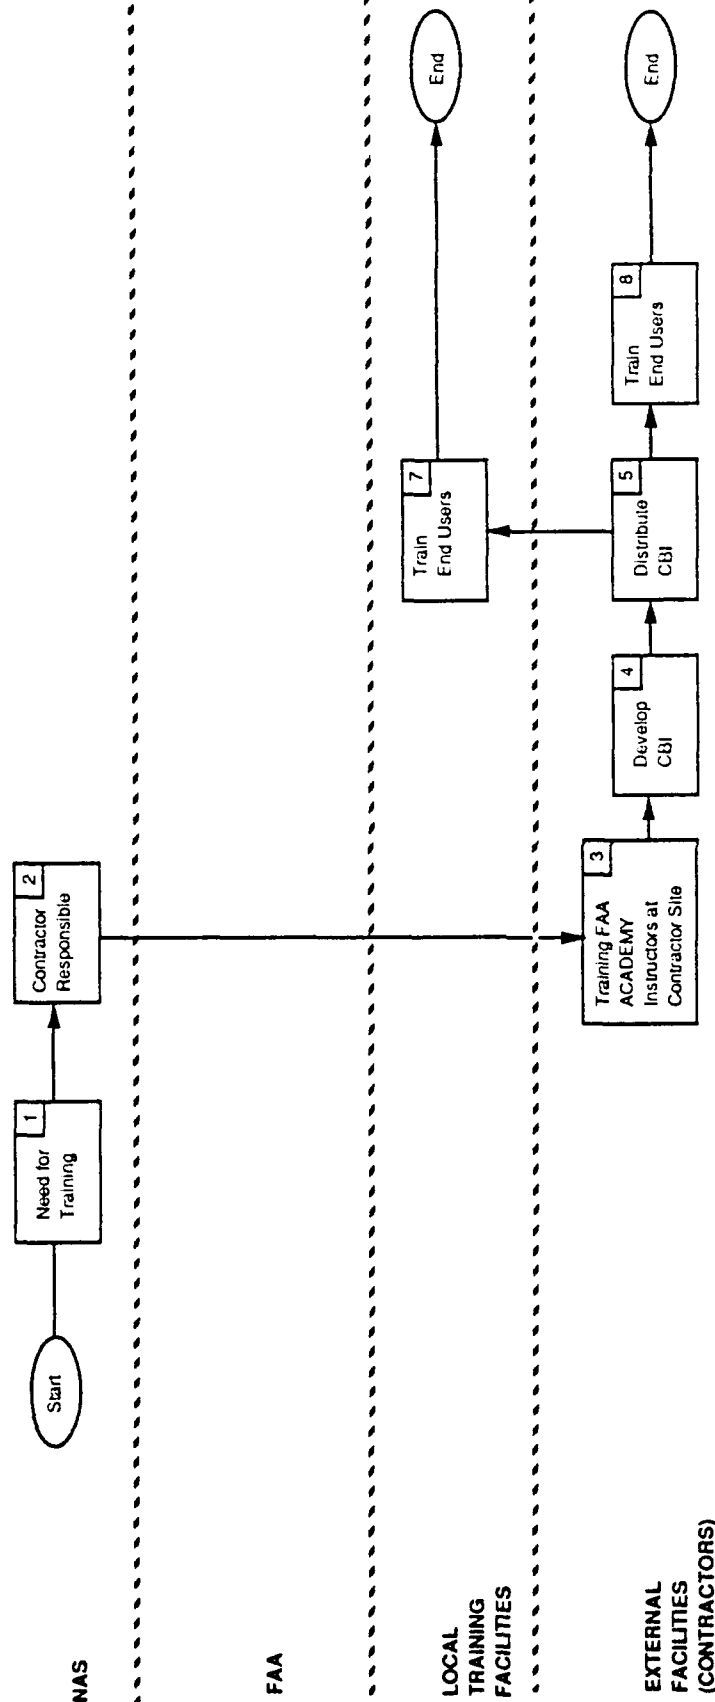 NAS
Start
1
Need for
Training
2
Contractor
Responsible
FAA
LOCAL
TRAINING
FACILITIES
7
Train
End Users
End
EXTERNAL
FACILITIES
(CONTRACTORS)
3
Training FAA
ACADEMY
Instructors at
Contractor Site
4
Develop
CBI
5
Distribute
CBI
8
Train
End Users
End